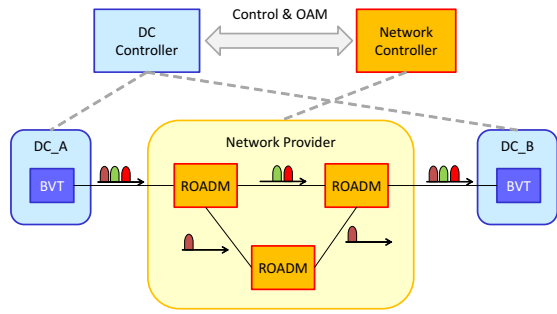 Control & OAM
DC
Controller
Network
Controller
DC_A
Network Provider
DC_B
BVT
ROADM
ROADM
BVT
ROADM